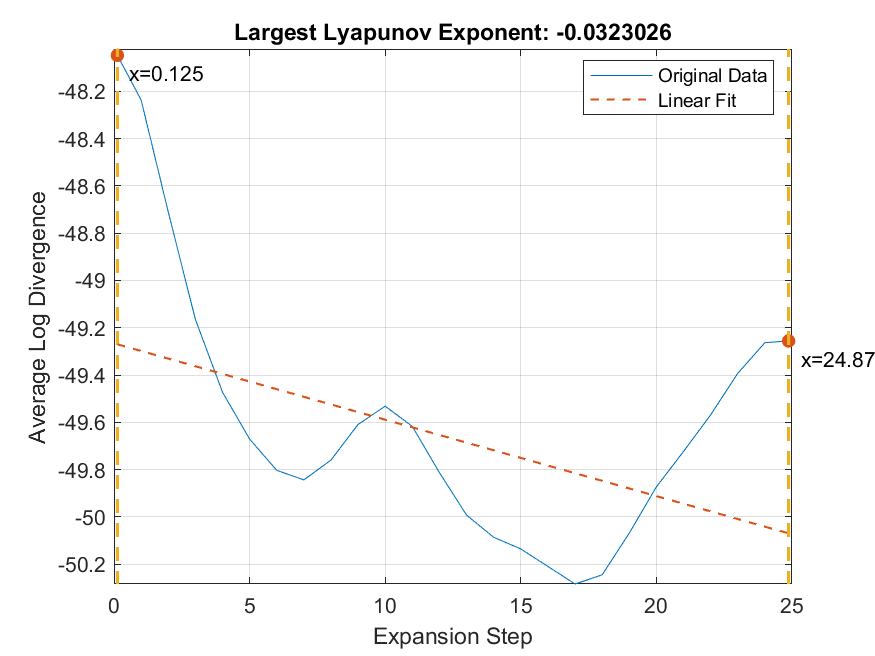 Largest Lyapunov Exponent: -0.0323026
x=0.125
Original Data
Linear Fit
-48.2
-48.4
-48.6
-48.8
-49
-49.2
-49.4
-49.6
-49.8
-50
-50.2
Average Log Divergence
x=24.87
0 5 10 15 20 25
Expansion Step